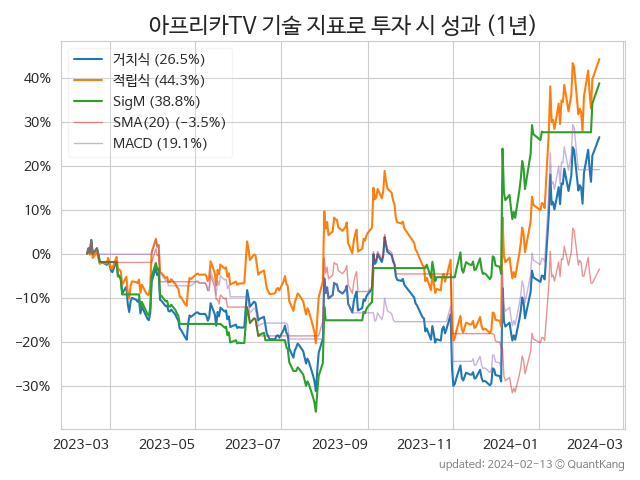 아프리카TV 기술 지표로 투자 시 성과 (1년)
거치식 (26.5%)
적립식 (44.3%)
SigM (38.8%)
SMA(20) (−3.5%)
MACD (19.1%)
40%
30%
20%
10%
0%
−10%
−20%
−30%
2023-03 2023-05 2023-07 2023-09 2023-11 2024-01 2024-03
updated: 2024-02-13 © QuantKang